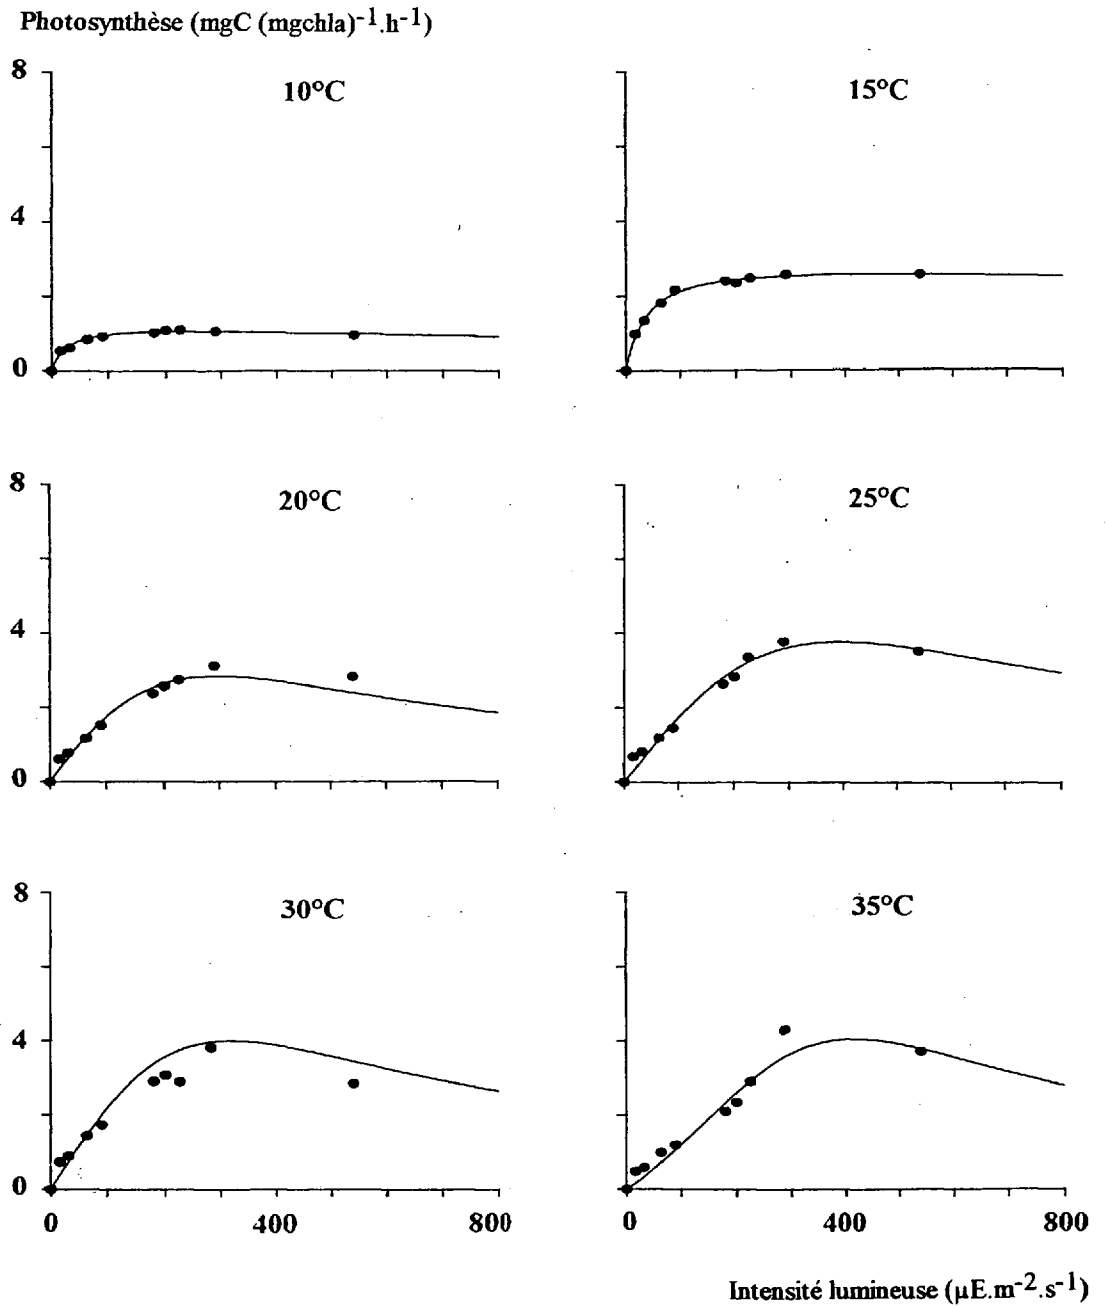 Photosynthèse (mgC (mgchla)-1.h-1)
8
10°C
15°C
4
0
8
20°C
25°C
4
0
8
30°C
35°C
4
0
0 400 800 0 400 800
Intensité lumineuse (µE.m-2.s-1)